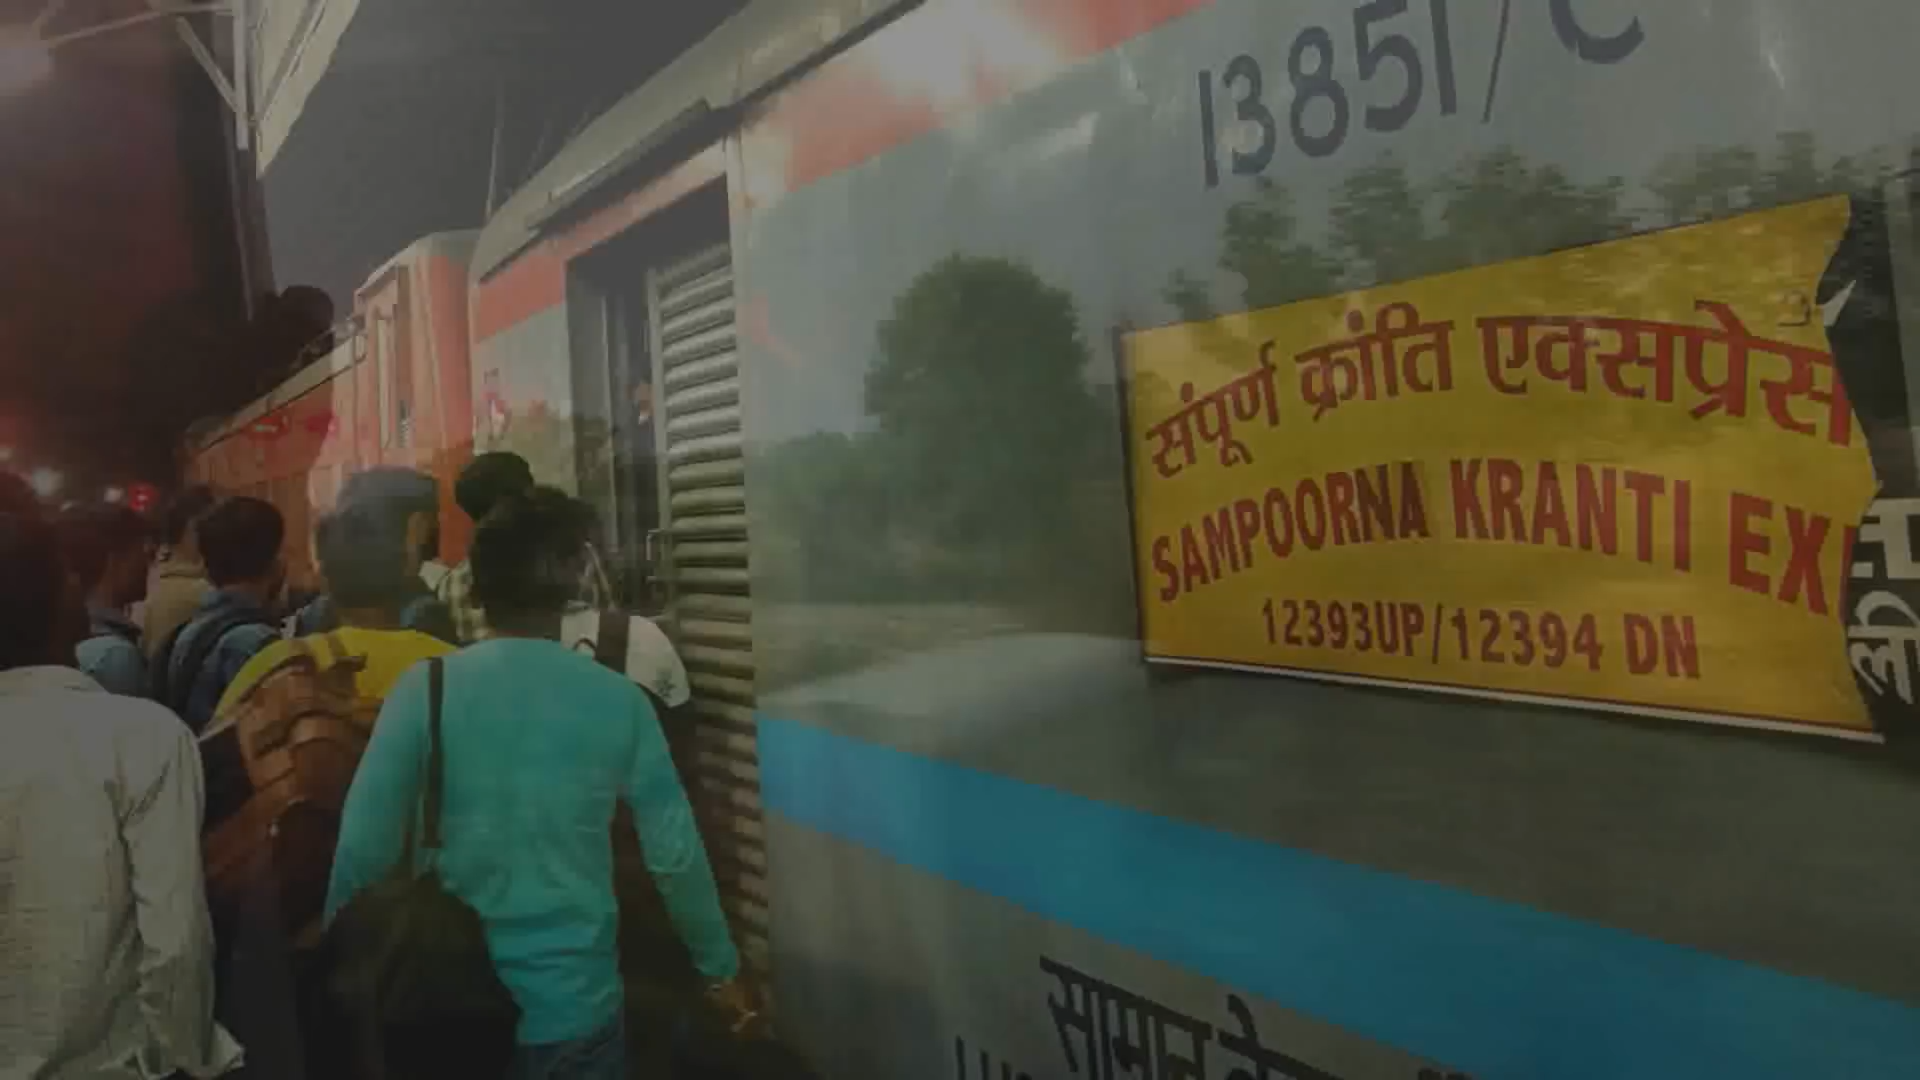 13851/C
संपूर्ण क्रांति एक्सप्रेस
SAMPOORNA KRANTI EX
12393UP/12394 DN
सामान